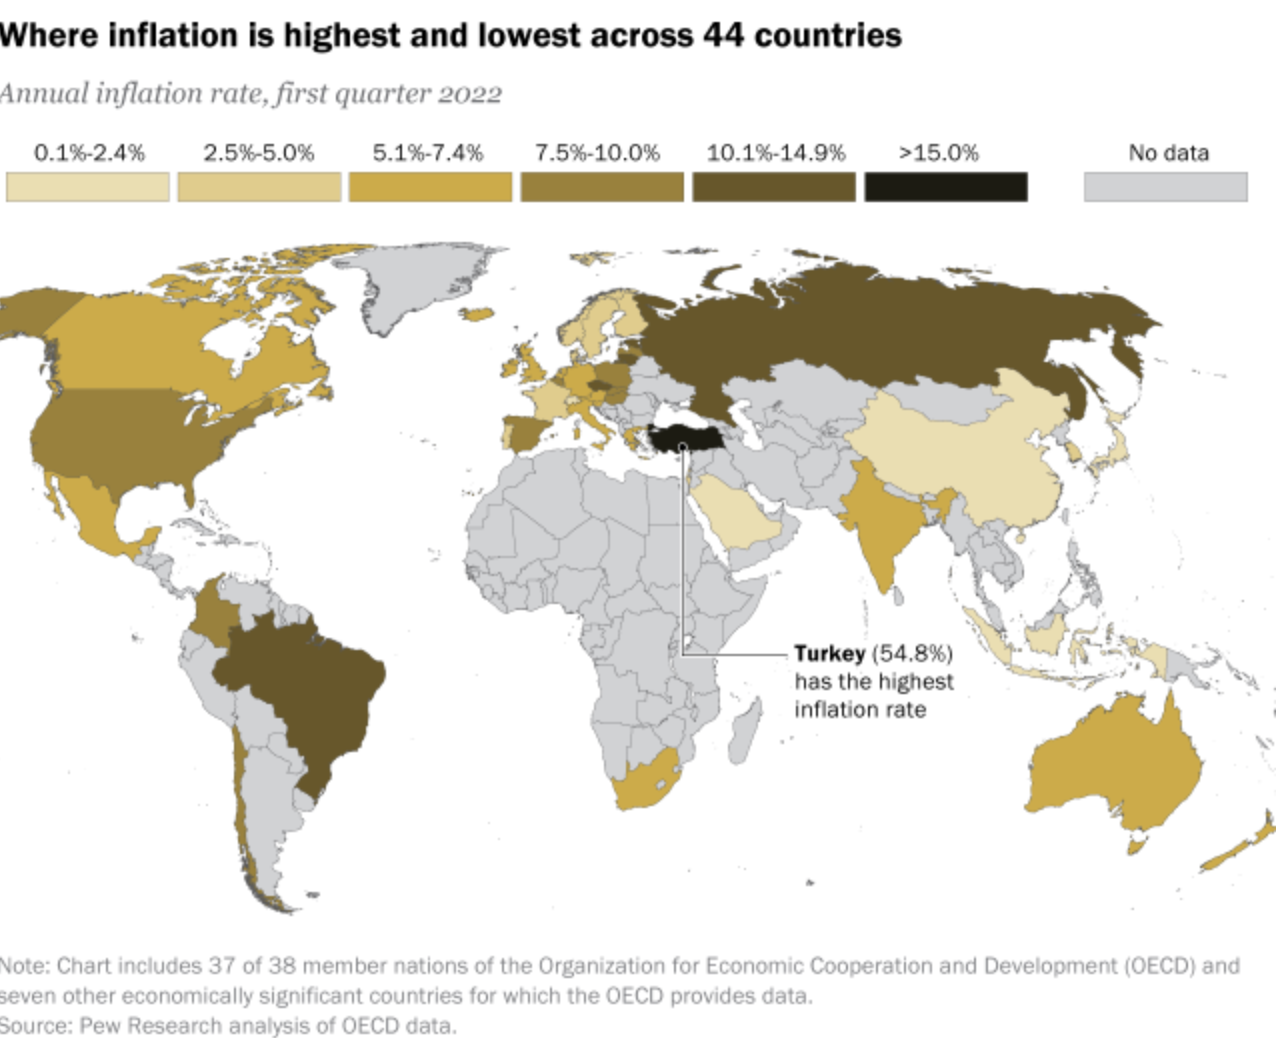 Where inflation is highest and lowest across 44 countries
Annual inflation rate, first quarter 2022
0.1%-2.4% 2.5%-5.0% 5.1%-7.4% 7.5%-10.0% 10.1%-14.9% >15.0% No data
Turkey (54.8%)
has the highest
inflation rate
Note: Chart includes 37 of 38 member nations of the Organization for Economic Cooperation and Development (OECD) and
seven other economically significant countries for which the OECD provides data.
Source: Pew Research analysis of OECD data.